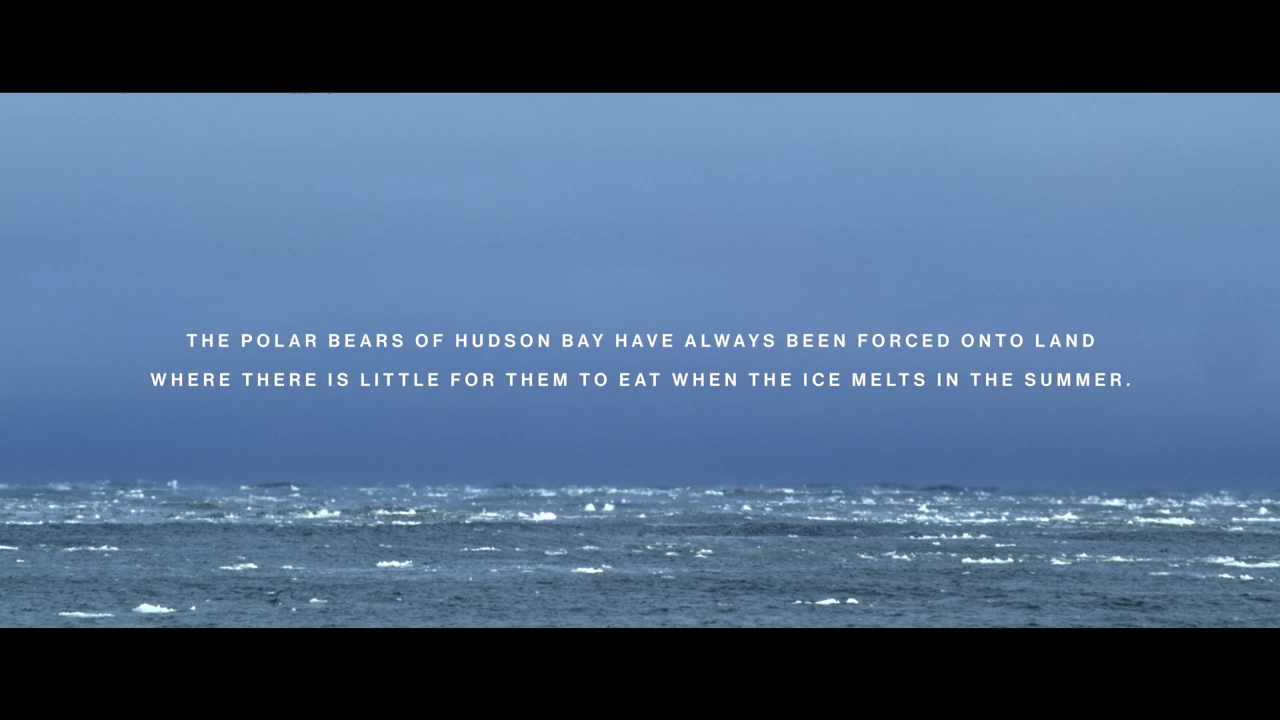 THE POLAR BEARS OF HUDSON BAY HAVE ALWAYS BEEN FORCED ONTO LAND
WHERE THERE IS LITTLE FOR THEM TO EAT WHEN THE ICE MELTS IN THE SUMMER.